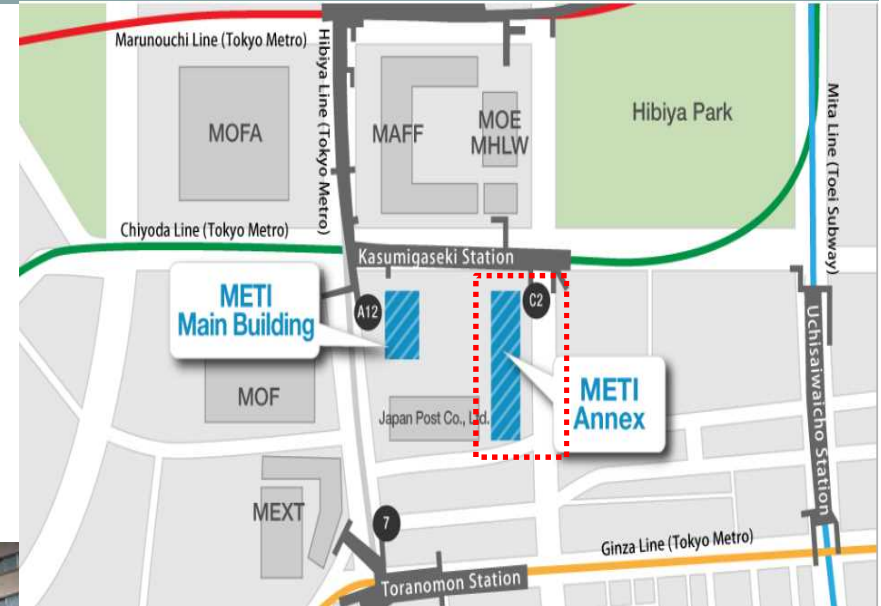 Marunouchi Line (Tokyo Metro)
Hibiya Line (Tokyo Metro)
MOFA
MAFF
MOE
MHLW
Hibiya Park
Mita Line (Toei Subway)
Chiyoda Line (Tokyo Metro)
Kasumigaseki Station
METI
Main Building
A12
C2
Uchisaiwaicho Station
MOF
Japan Post Co., Ltd.
METI
Annex
MEXT
7
Ginza Line (Tokyo Metro)
Toranomon Station